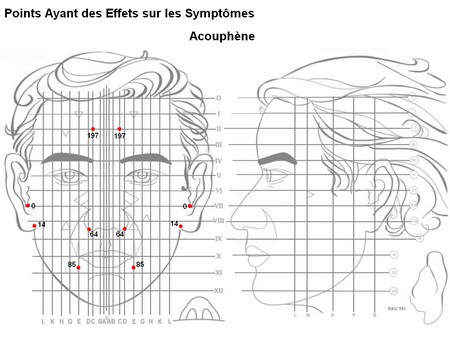 Points Ayant des Effets sur les Symptômes
Acouphène
O
I
II
197 197
III
IV
V
VI
0 0 VII
14 14 VIII
64 64
IX
X
85 85
XI
XII
L K H G E D C B A A B C D E G H K L